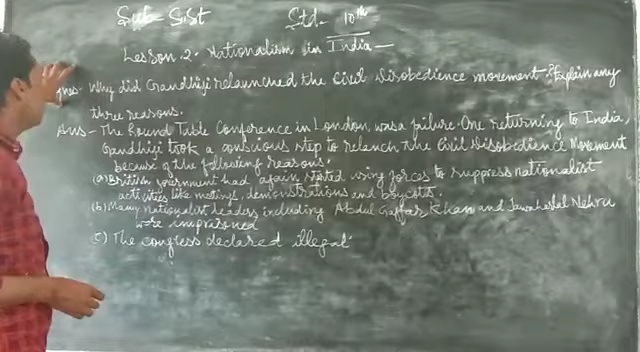 Sub- S.St Std- 10th
Lesson 2. Nationalism in India-
Ques- Why did Gandhiji relaunched the Civil Disobedience movement? Explain any
three reasons.
Ans- The Round Table Conference in London was a failure. One returning to India,
Gandhiji took a conscious step to relanch the Civil Disobedience Movement
because of the following reasons.
(a) British government had again started using forces to suppress nationalist
activities like meetings, demonstrations and boycotts.
(b) Many nationalist leaders including Abdul Gaffar Khan and Jawaherlal Nehru
were imprisoned
c) The congress declared illegal